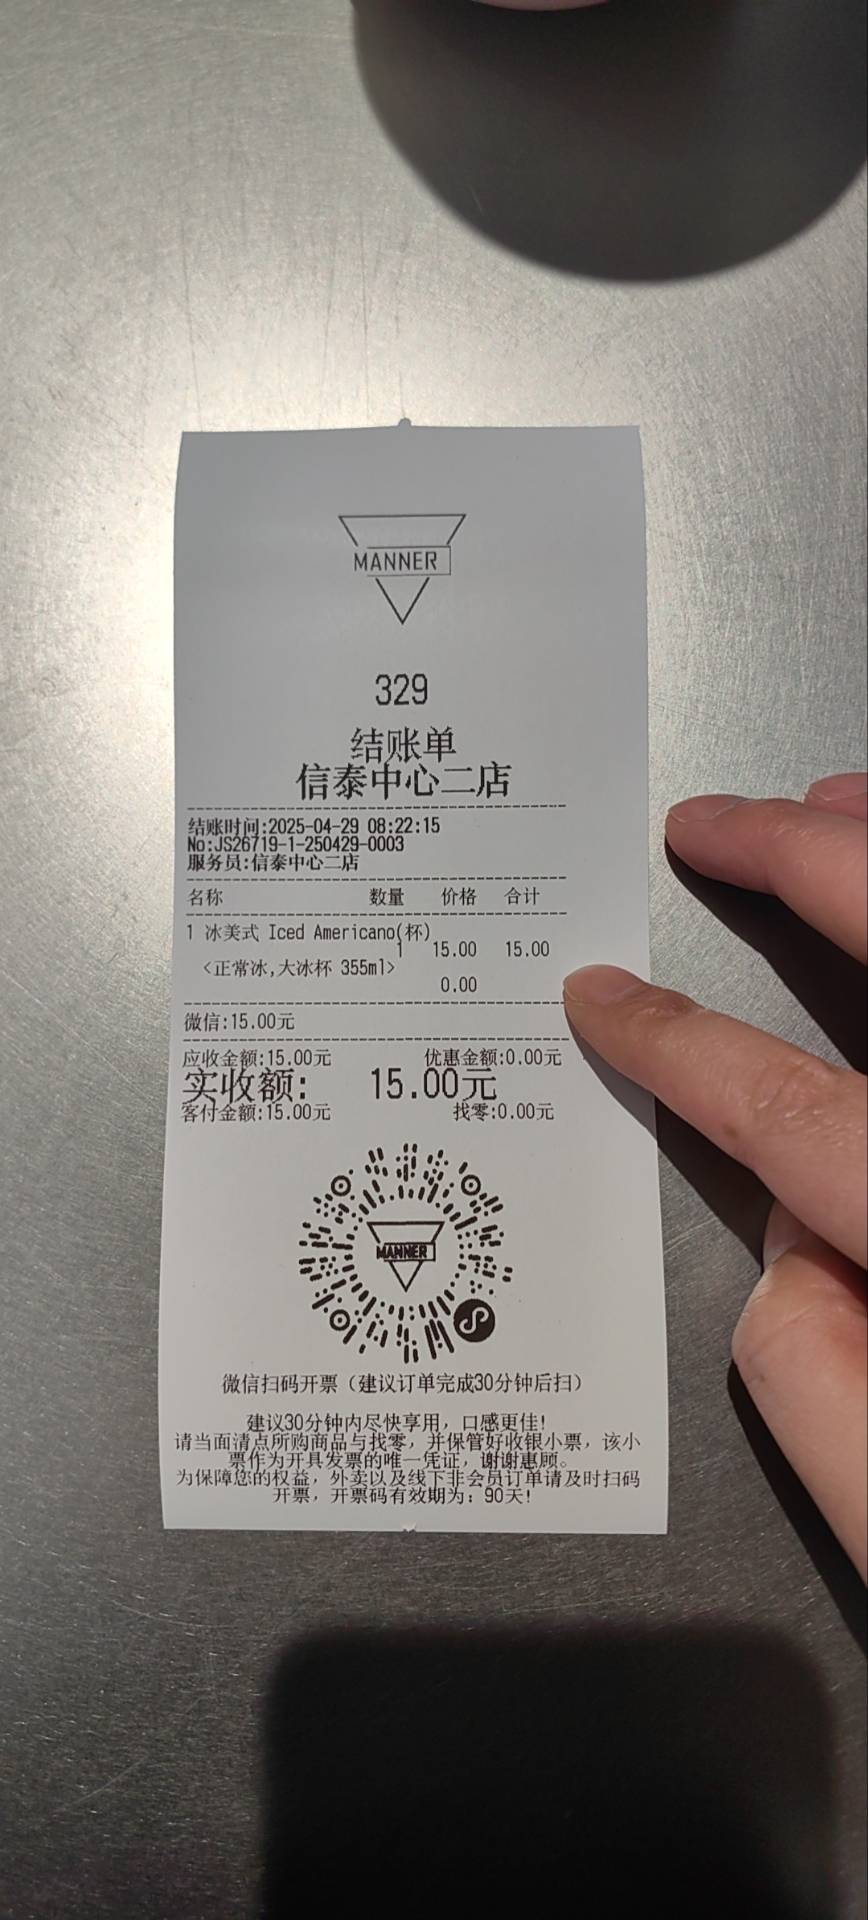 MANNER
329
结账单
信泰中心二店
结账时间:2025-04-29 08:22:15
No:JS26719-1-250429-0003
服务员:信泰中心二店
名称 数量 价格 合计
1 冰美式 Iced Americano(杯)
1 15.00 15.00
<正常冰,大冰杯 355ml>
0.00
微信:15.00元
应收金额:15.00元 优惠金额:0.00元
实收额: 15.00元
客付金额:15.00元 找零:0.00元
MANNER
微信扫码开票（建议订单完成30分钟后扫）
建议30分钟内尽快享用，口感更佳！
请当面清点所购商品与找零，并保管好收银小票，该小
票作为开具发票的唯一凭证，谢谢惠顾。
为保障您的权益，外卖以及线下非会员订单请及时扫码
开票，开票码有效期为：90天！